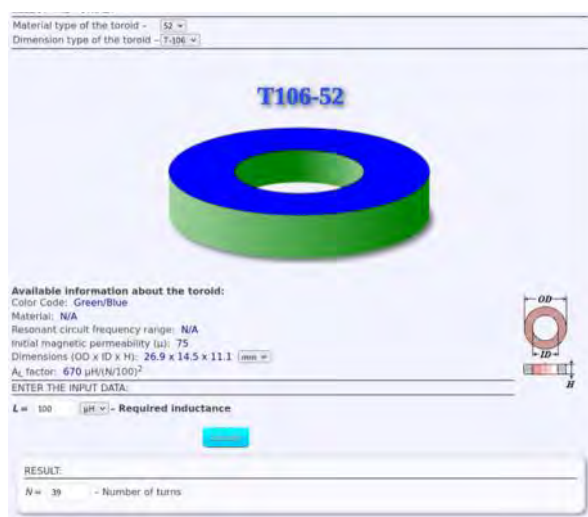 Material type of the toroid – 52
Dimension type of the toroid – T-106
T106-52
Available information about the toroid:
Color Code: Green/Blue
Material: N/A
Resonant circuit frequency range: N/A
Initial magnetic permeability (μ): 75
Dimensions (OD x ID x H): 26.9 x 14.5 x 11.1 mm
AL factor: 670 μH/(N/100)²
OD
ID
H
ENTER THE INPUT DATA:
L = 100 μH – Required inductance
RESULT:
N = 39 – Number of turns